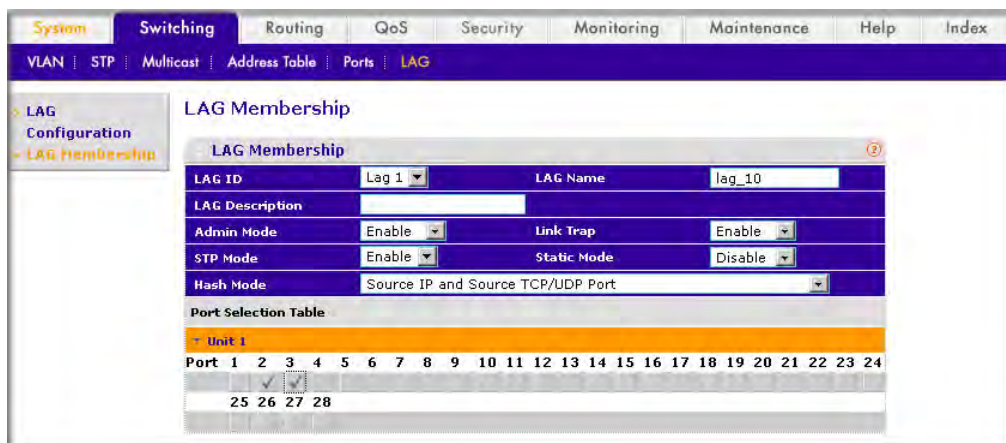 System Switching Routing QoS Security Monitoring Maintenance Help Index
VLAN STP Multicast Address Table Ports LAG
LAG Configuration
LAG Membership
LAG Membership
LAG Membership ?
LAG ID Lag 1 LAG Name lag_10
LAG Description
Admin Mode Enable Link Trap Enable
STP Mode Enable Static Mode Disable
Hash Mode Source IP and Source TCP/UDP Port
Port Selection Table
Unit 1
Port 1 2 3 4 5 6 7 8 9 10 11 12 13 14 15 16 17 18 19 20 21 22 23 24
25 26 27 28